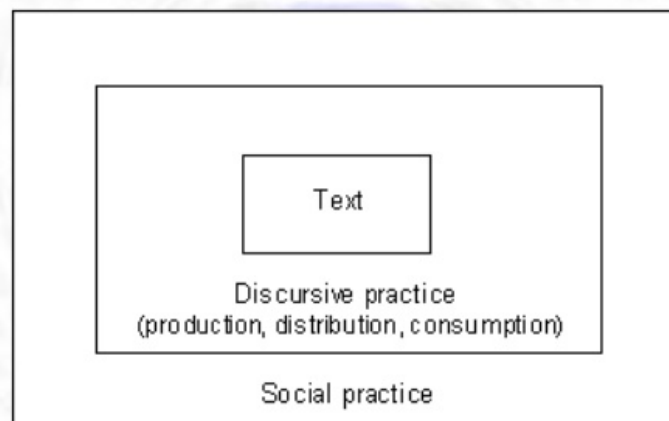 Text
Discursive practice
(production, distribution, consumption)
Social practice